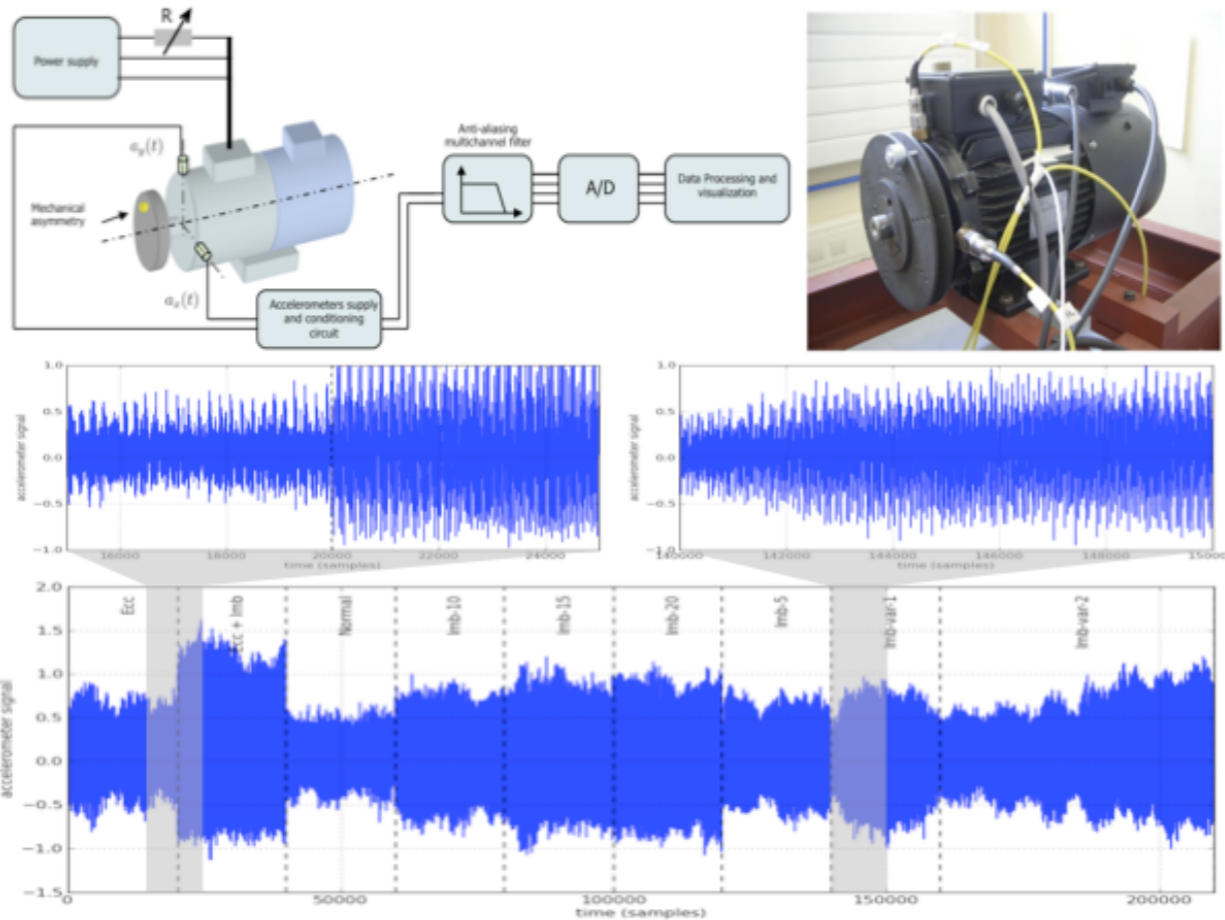 R
Power supply
a_y(t)
Mechanical
asymmetry
a_x(t)
Accelerometers supply
and conditioning
circuit
Anti-aliasing
multichannel filter
A/D
Data Processing and
visualization
accelerometer signal
1.0
0.5
0.0
−0.5
−1.0
16000 18000 20000 22000 24000
time (samples)
accelerometer signal
1.0
0.5
0.0
−0.5
−1.0
140000 142000 144000 146000 148000 15000
time (samples)
accelerometer signal
2.0
1.5
1.0
0.5
0.0
−0.5
−1.0
−1.5
Ecc
Ecc + Imb
Normal
Imb-10
Imb-15
Imb-20
Imb-5
Imb-var-1
Imb-var-2
0 50000 100000 150000 200000
time (samples)